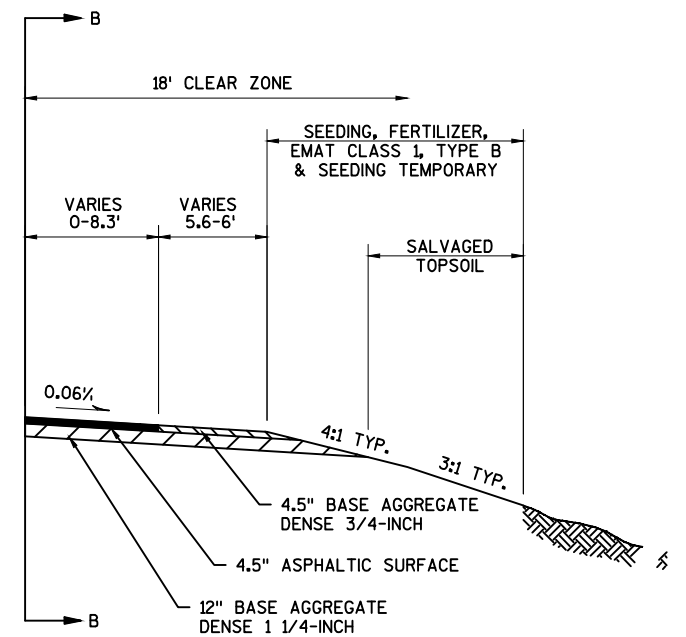 B
18' CLEAR ZONE
SEEDING, FERTILIZER,
EMAT CLASS 1, TYPE B
& SEEDING TEMPORARY
VARIES
0-8.3'
VARIES
5.6-6'
SALVAGED
TOPSOIL
0.06%
4:1 TYP.
3:1 TYP.
4.5" BASE AGGREGATE
DENSE 3/4-INCH
4.5" ASPHALTIC SURFACE
12" BASE AGGREGATE
DENSE 1 1/4-INCH
B